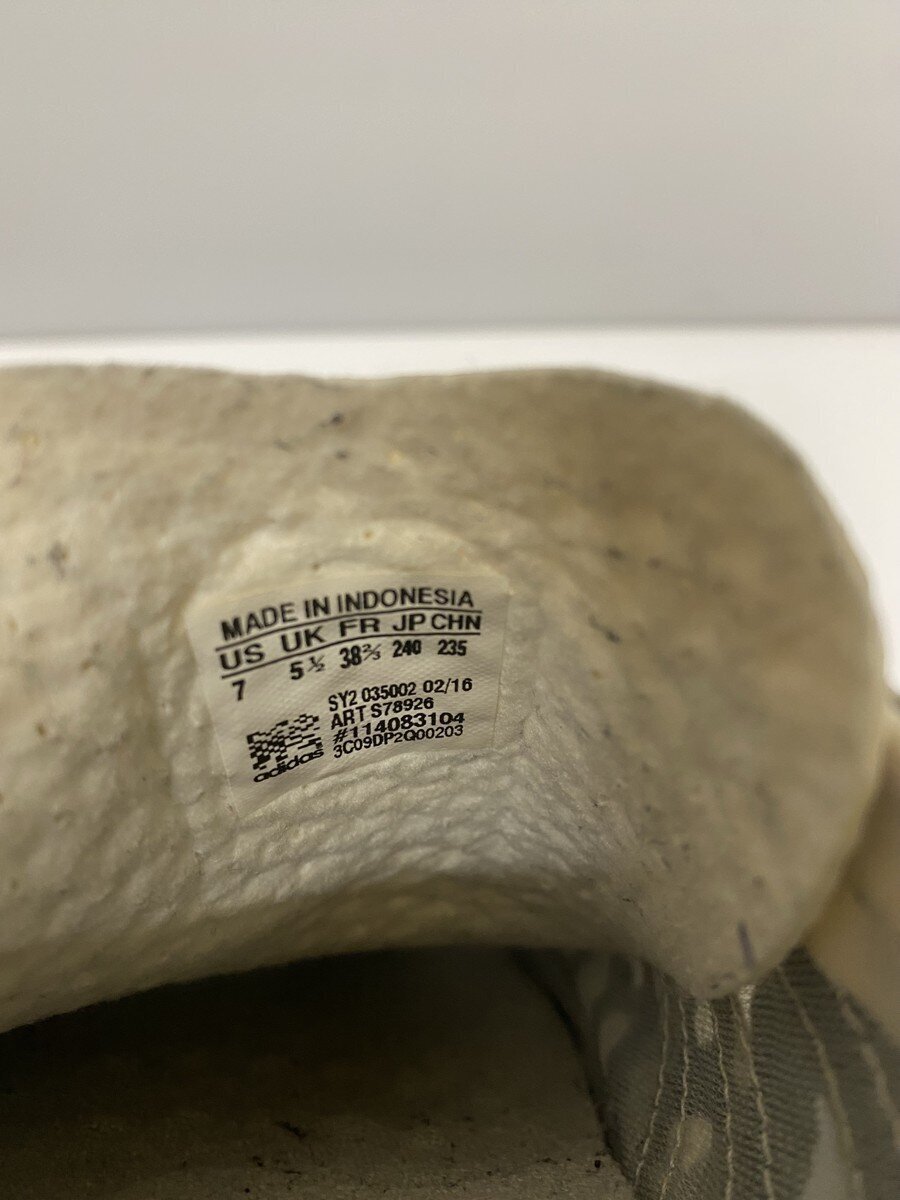 MADE IN INDONESIA
US UK FR JP CHN
7 5½ 38⅔ 240 235
SY2 035002 02/16
ART S78926
#114083104
3C09DP2Q00203
adidas